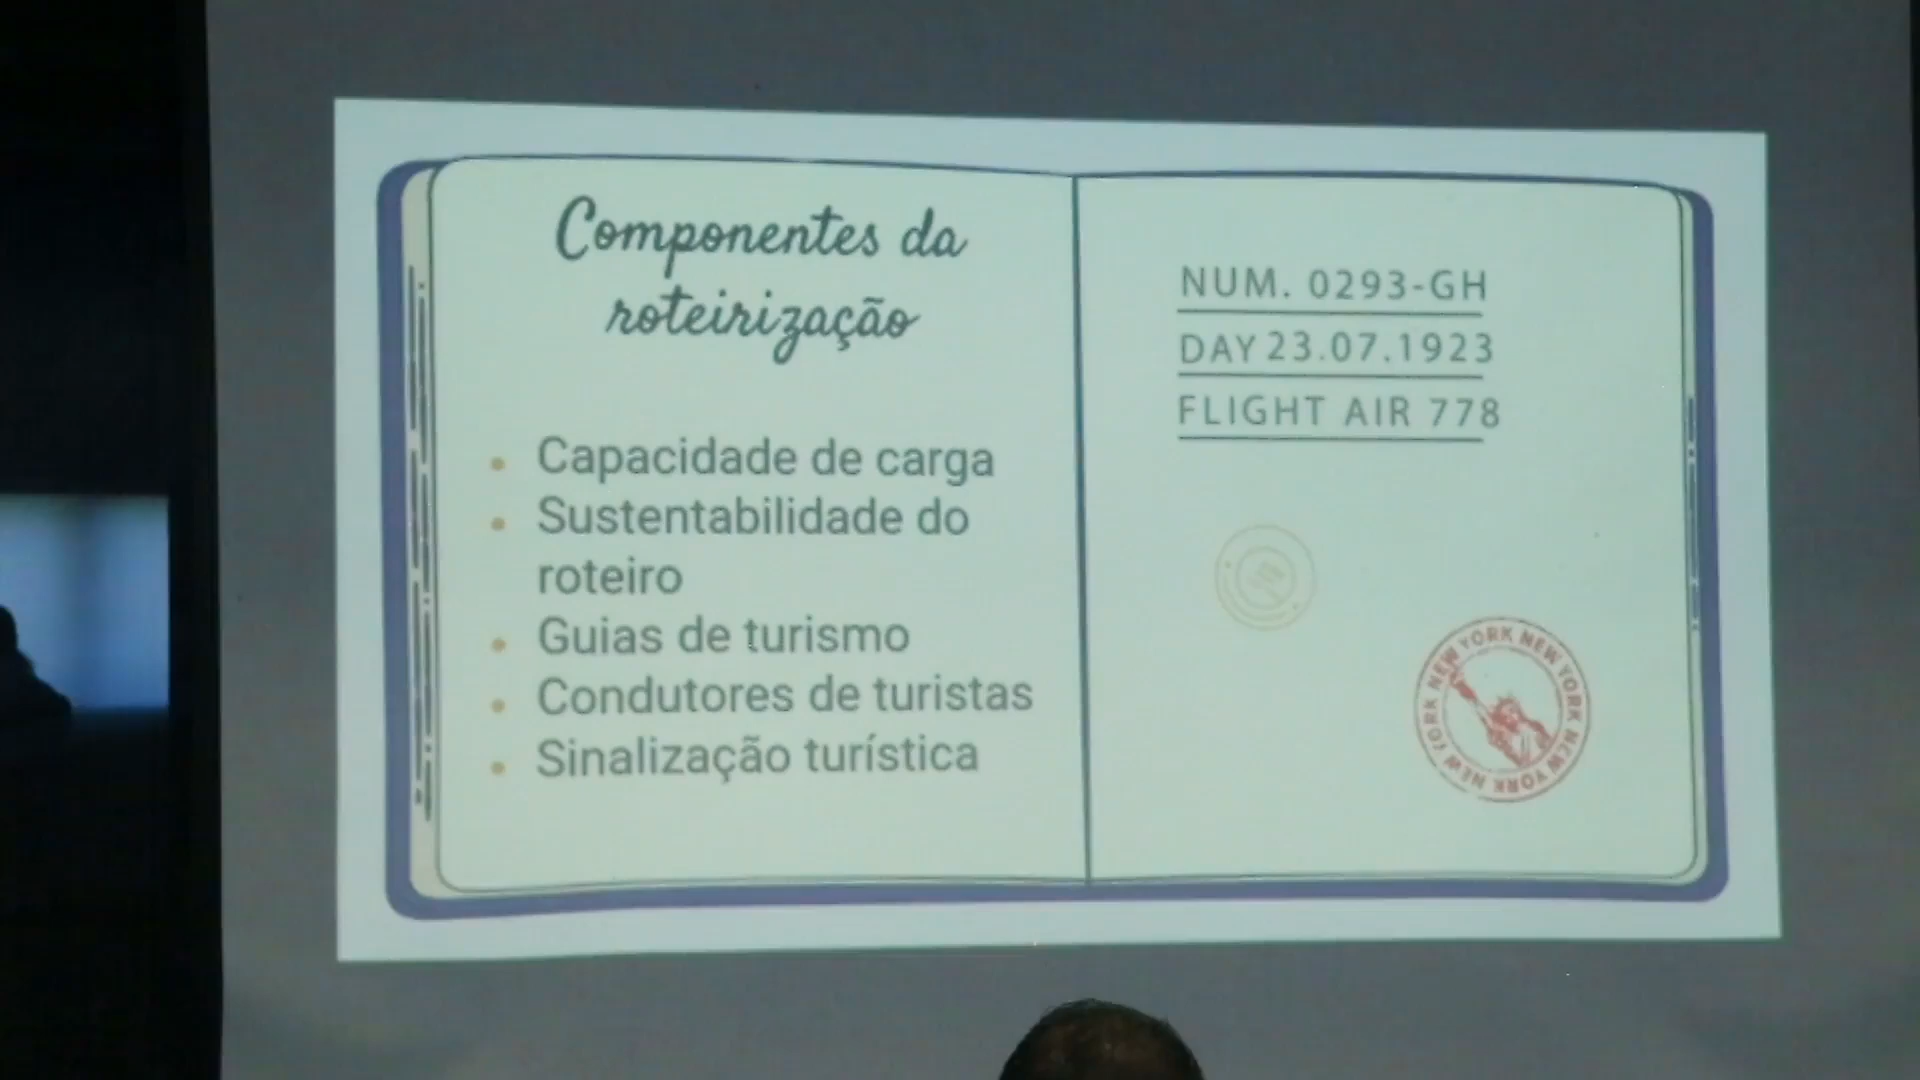 Componentes da
roteirização
Capacidade de carga
Sustentabilidade do
roteiro
Guias de turismo
Condutores de turistas
Sinalização turística
NUM. 0293-GH
DAY 23.07.1923
FLIGHT AIR 778
NEW YORK NEW YORK NEW YORK NEW YORK